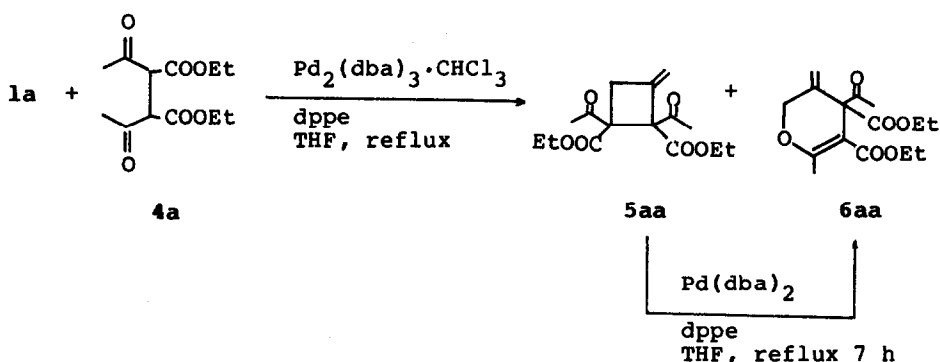 1a + O COOEt COOEt O
Pd2(dba)3·CHCl3
dppe
THF, reflux
O O EtOOC COOEt
+
O O COOEt COOEt
4a 5aa 6aa
Pd(dba)2
dppe
THF, reflux 7 h